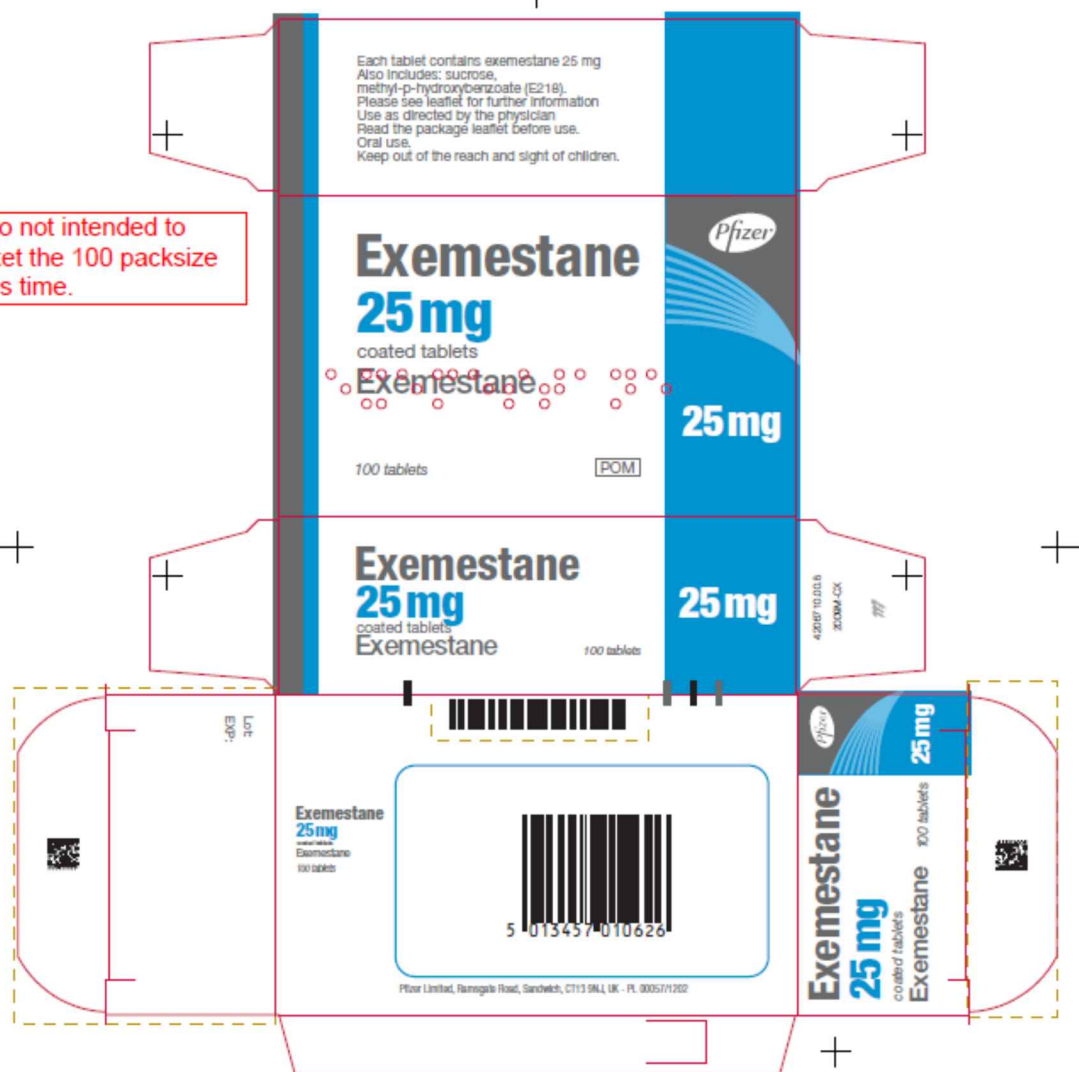 Each tablet contains exemestane 25 mg
Also includes: sucrose,
methyl-p-hydroxybenzoate (E218).
Please see leaflet for further information
Use as directed by the physician
Read the package leaflet before use.
Oral use.
Keep out of the reach and sight of children.
o not intended to
et the 100 packsize
s time.
Pfizer
Exemestane
25 mg
coated tablets
Exemestane
25 mg
100 tablets
POM
Exemestane
25 mg
coated tablets
Exemestane
100 tablets
25 mg
2009M-CX
Lot:
EXP:
Exemestane
25 mg
coated tablets
Exemestane
100 tablets
5 013457 010626
Pfizer Limited, Ramsgate Road, Sandwich, CT13 9NJ, UK - PL 00057/1202
Pfizer
25 mg
Exemestane
25 mg
coated tablets
Exemestane 100 tablets